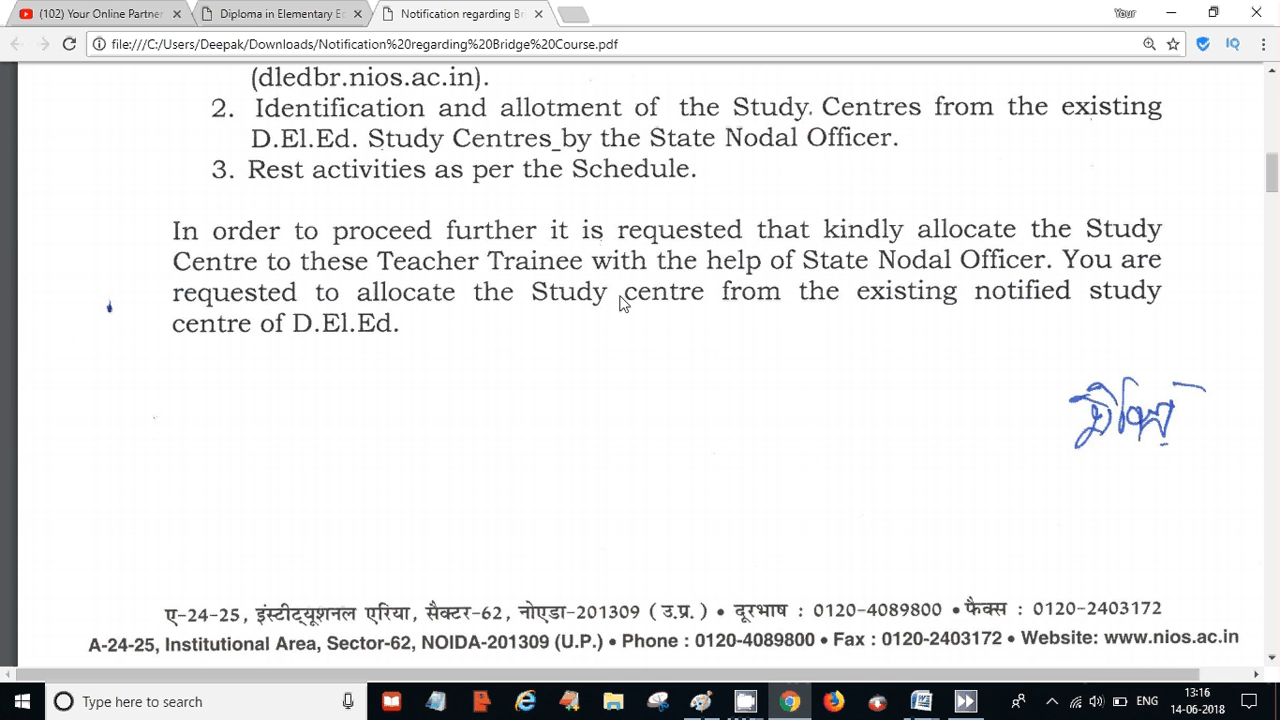 (102) Your Online Partner
Diploma in Elementary Ed
Notification regarding Br
Your
file:///C:/Users/Deepak/Downloads/Notification%20regarding%20Bridge%20Course.pdf
IQ
(dledbr.nios.ac.in).
2. Identification and allotment of the Study Centres from the existing
D.El.Ed. Study Centres by the State Nodal Officer.
3. Rest activities as per the Schedule.
In order to proceed further it is requested that kindly allocate the Study
Centre to these Teacher Trainee with the help of State Nodal Officer. You are
requested to allocate the Study centre from the existing notified study
centre of D.El.Ed.
ए-24-25, इंस्टीट्यूशनल एरिया, सैक्टर-62, नोएडा-201309 ( उ.प्र. ) • दूरभाष : 0120-4089800 • फैक्स : 0120-2403172
A-24-25, Institutional Area, Sector-62, NOIDA-201309 (U.P.) • Phone : 0120-4089800 • Fax : 0120-2403172 • Website: www.nios.ac.in
Type here to search
ENG
13:16
14-06-2018